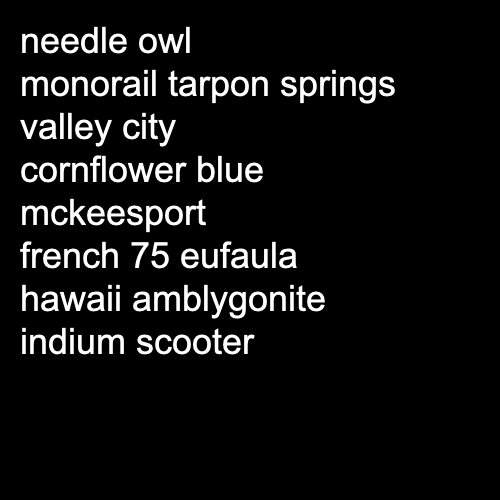 needle owl
monorail tarpon springs
valley city
cornflower blue
mckeesport
french 75 eufaula
hawaii amblygonite
indium scooter